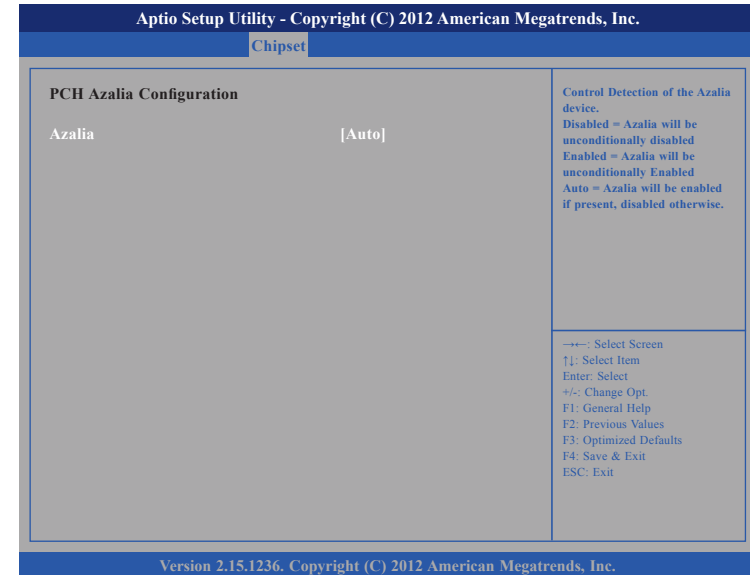 Aptio Setup Utility - Copyright (C) 2012 American Megatrends, Inc.
Chipset
PCH Azalia Configuration
Azalia [Auto]
Control Detection of the Azalia
device.
Disabled = Azalia will be
unconditionally disabled
Enabled = Azalia will be
unconditionally Enabled
Auto = Azalia will be enabled
if present, disabled otherwise.
→←: Select Screen
↑↓: Select Item
Enter: Select
+/-: Change Opt.
F1: General Help
F2: Previous Values
F3: Optimized Defaults
F4: Save & Exit
ESC: Exit
Version 2.15.1236. Copyright (C) 2012 American Megatrends, Inc.